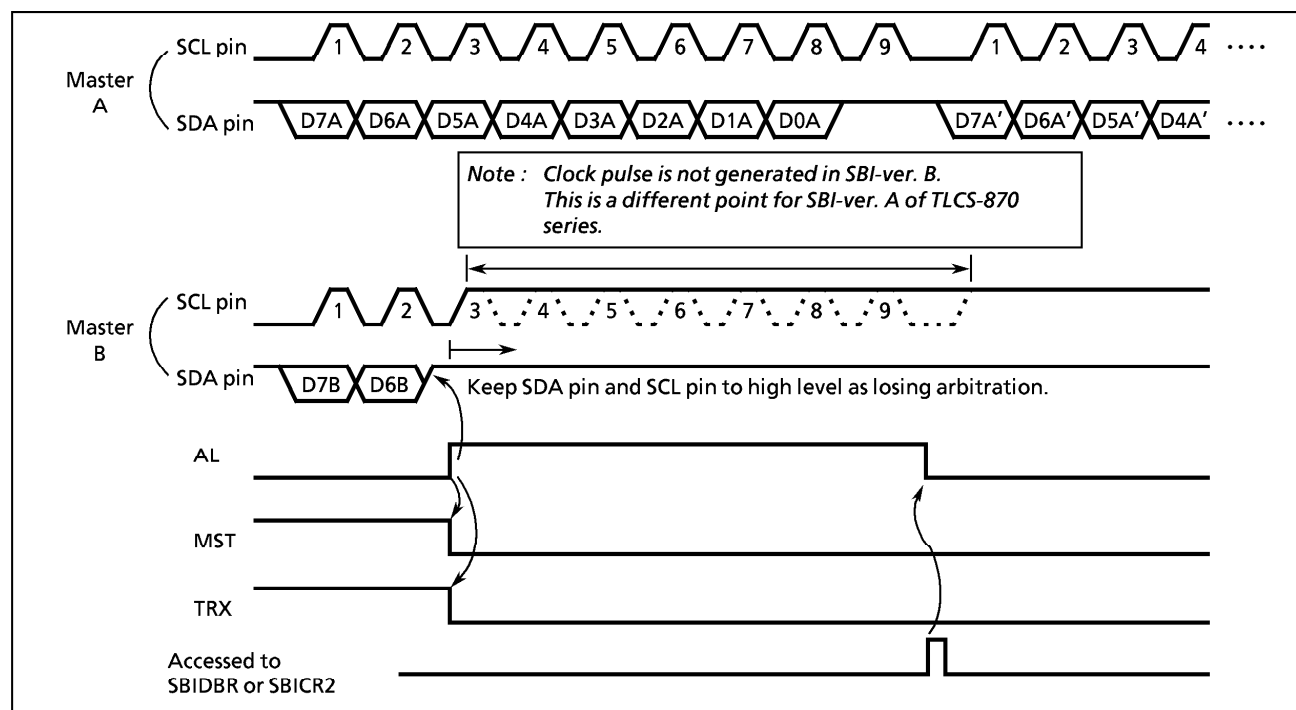 SCL pin 1 2 3 4 5 6 7 8 9 1 2 3 4 ····
Master
A
SDA pin D7A D6A D5A D4A D3A D2A D1A D0A D7A′ D6A′ D5A′ D4A′ ····
Note : Clock pulse is not generated in SBI-ver. B.
This is a different point for SBI-ver. A of TLCS-870
series.
SCL pin 1 2 3 4 5 6 7 8 9
Master
B
SDA pin D7B D6B
Keep SDA pin and SCL pin to high level as losing arbitration.
AL
MST
TRX
Accessed to
SBIDBR or SBICR2